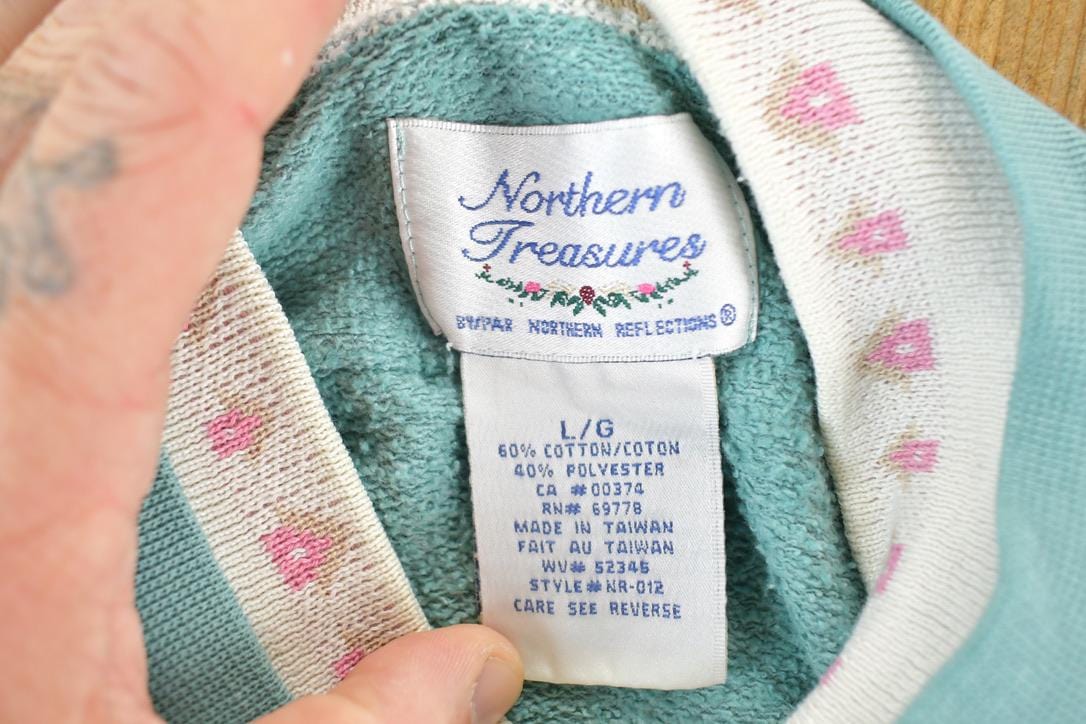 Northern
Treasures
BY/PAR NORTHERN REFLECTIONS®
L/G
60% COTTON/COTON
40% POLYESTER
CA #00374
RN# 69778
MADE IN TAIWAN
FAIT AU TAIWAN
WV# 52346
STYLE# NR-012
CARE SEE REVERSE